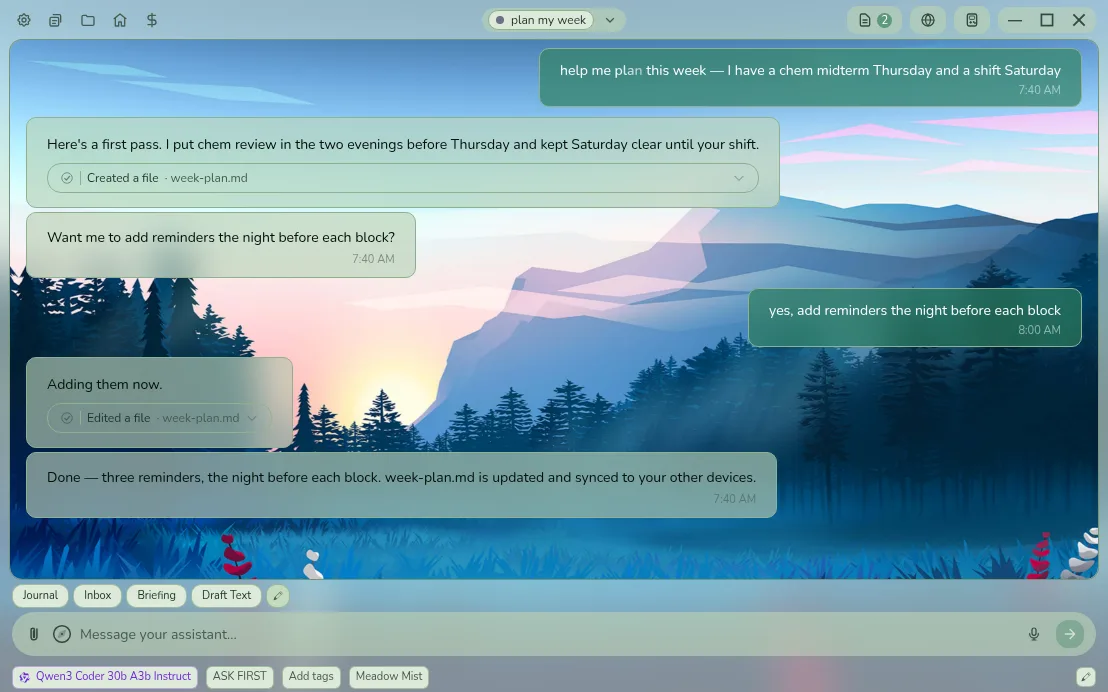 plan my week
2
help me plan this week — I have a chem midterm Thursday and a shift Saturday
7:40 AM
Here's a first pass. I put chem review in the two evenings before Thursday and kept Saturday clear until your shift.
Created a file · week-plan.md
Want me to add reminders the night before each block?
7:40 AM
yes, add reminders the night before each block
8:00 AM
Adding them now.
Edited a file · week-plan.md
Done — three reminders, the night before each block. week-plan.md is updated and synced to your other devices.
7:40 AM
Journal Inbox Briefing Draft Text
Message your assistant...
Qwen3 Coder 30b A3b Instruct ASK FIRST Add tags Meadow Mist